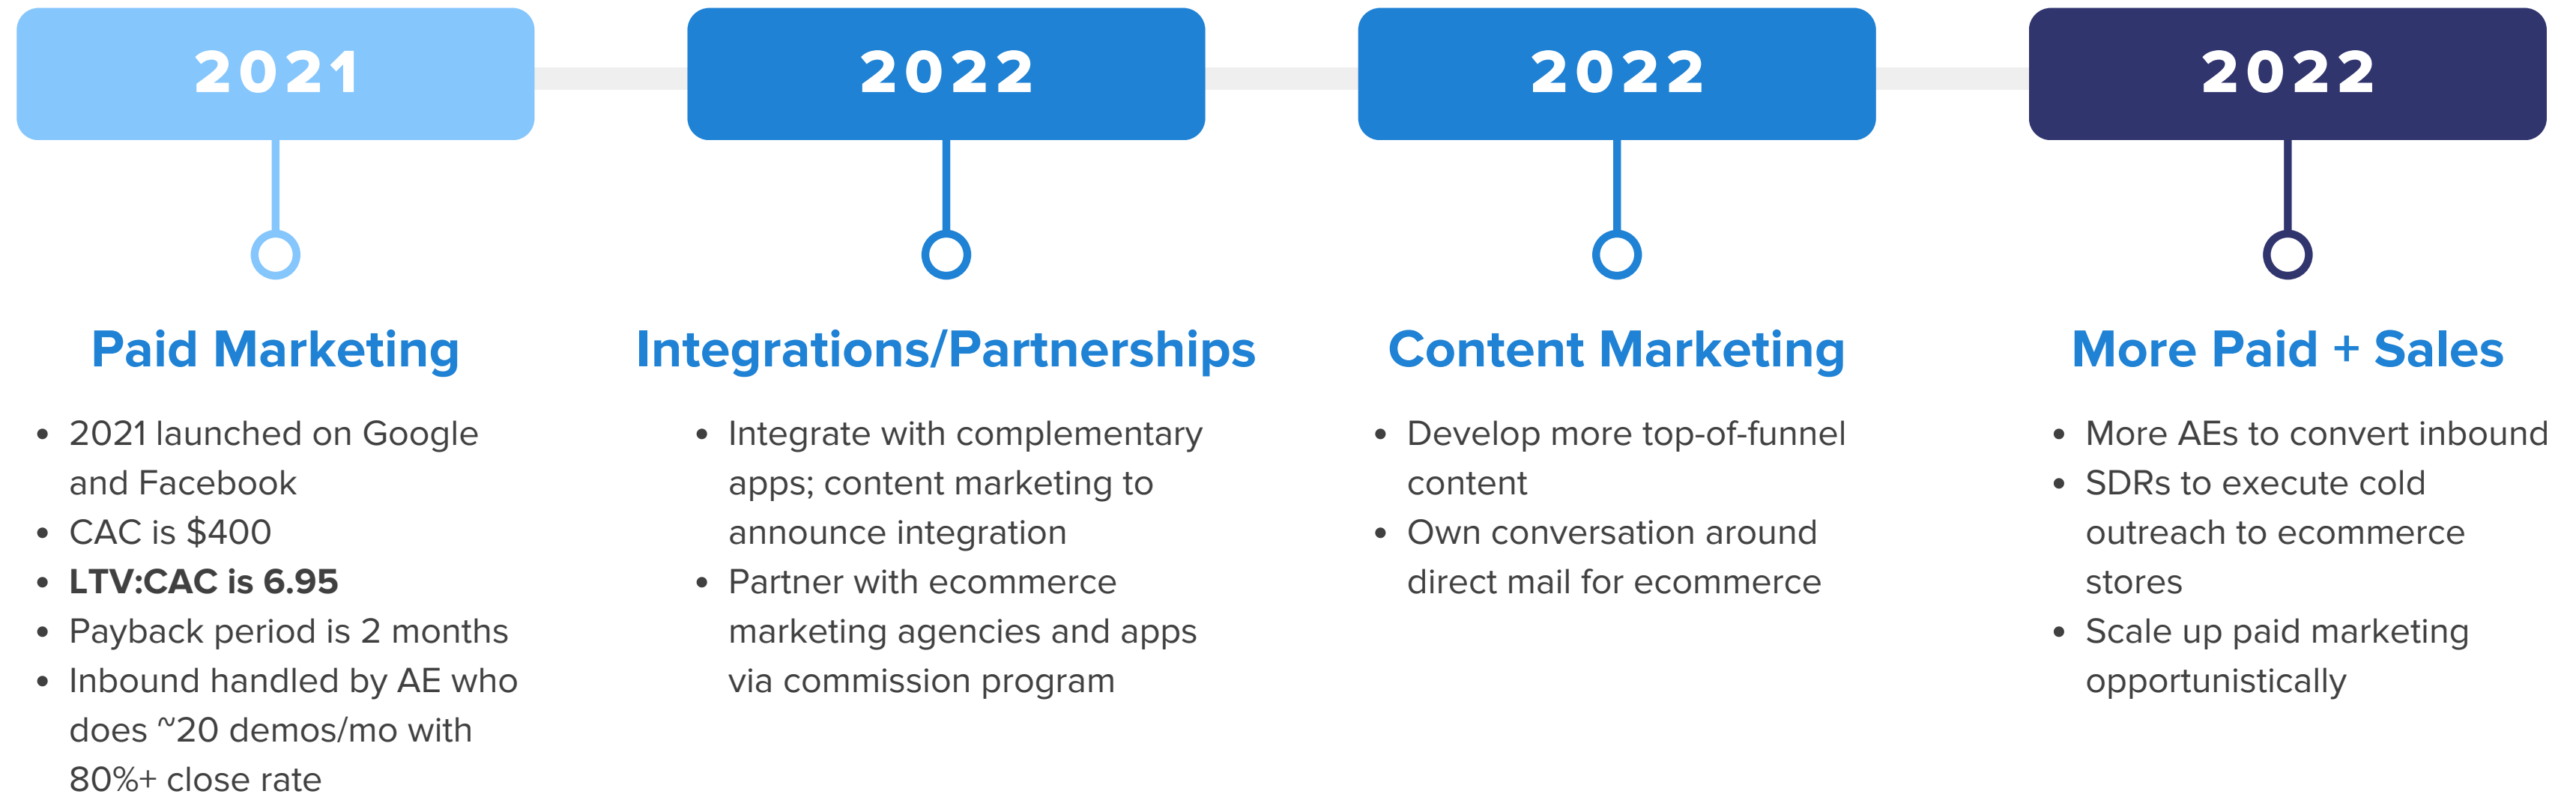 2021
Paid Marketing
• 2021 launched on Google
and Facebook
• CAC is $400
• LTV:CAC is 6.95
• Payback period is 2 months
• Inbound handled by AE who
does ~20 demos/mo with
80%+ close rate
2022
Integrations/Partnerships
• Integrate with complementary
apps; content marketing to
announce integration
• Partner with ecommerce
marketing agencies and apps
via commission program
2022
Content Marketing
• Develop more top-of-funnel
content
• Own conversation around
direct mail for ecommerce
2022
More Paid + Sales
• More AEs to convert inbound
• SDRs to execute cold
outreach to ecommerce
stores
• Scale up paid marketing
opportunistically